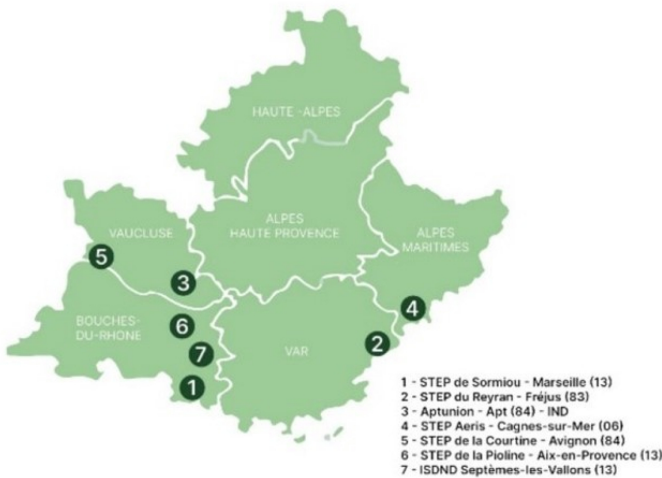 HAUTE -ALPES
VAUCLUSE
ALPES
HAUTE PROVENCE
ALPES
MARITIMES
5
3
4
BOUCHES-
DU-RHONE
6
7
VAR
2
1
1 - STEP de Sormiou - Marseille (13)
2 - STEP du Reyran - Fréjus (83)
3 - Aptunion - Apt (84) - IND
4 - STEP Aeris - Cagnes-sur-Mer (06)
5 - STEP de la Courtine - Avignon (84)
6 - STEP de la Pioline - Aix-en-Provence (13)
7 - ISDND Septèmes-les-Vallons (13)